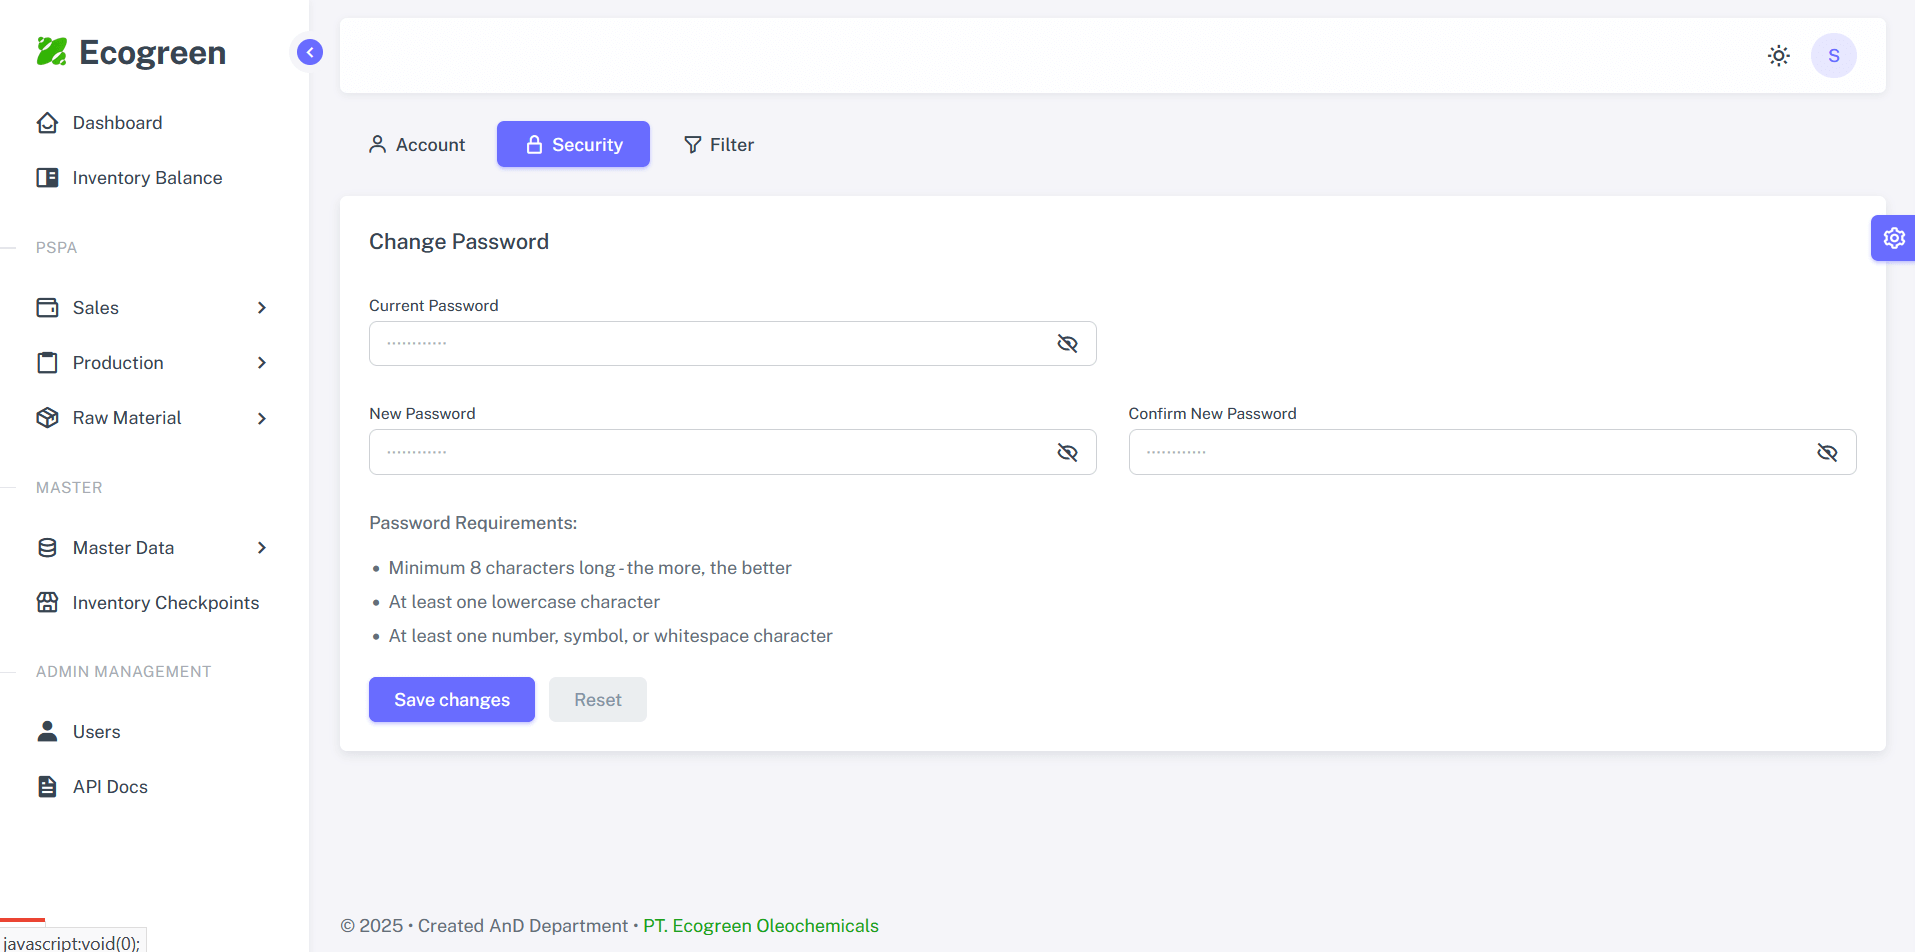 Ecogreen
S
Dashboard
Inventory Balance
PSPA
Sales
Production
Raw Material
MASTER
Master Data
Inventory Checkpoints
ADMIN MANAGEMENT
Users
API Docs
Account
Security
Filter
Change Password
Current Password
············
New Password
············
Confirm New Password
············
Password Requirements:
• Minimum 8 characters long - the more, the better
• At least one lowercase character
• At least one number, symbol, or whitespace character
Save changes
Reset
© 2025 • Created AnD Department • PT. Ecogreen Oleochemicals
javascript:void(0);